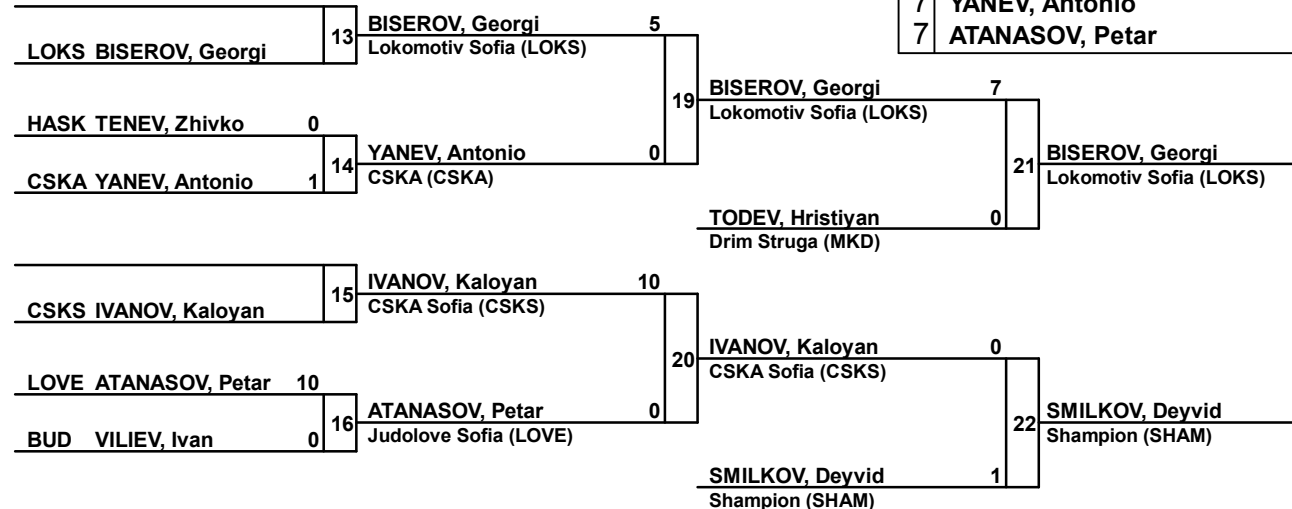 7 YANEV, Antonio
7 ATANASOV, Petar
13 BISEROV, Georgi 5
LOKS BISEROV, Georgi Lokomotiv Sofia (LOKS)
19 BISEROV, Georgi 7
Lokomotiv Sofia (LOKS)
HASK TENEV, Zhivko 0
14 YANEV, Antonio 0
CSKA YANEV, Antonio 1 CSKA (CSKA)
21 BISEROV, Georgi
Lokomotiv Sofia (LOKS)
TODEV, Hristiyan 0
Drim Struga (MKD)
15 IVANOV, Kaloyan 10
CSKS IVANOV, Kaloyan CSKA Sofia (CSKS)
20 IVANOV, Kaloyan 0
CSKA Sofia (CSKS)
LOVE ATANASOV, Petar 10
16 ATANASOV, Petar 0
BUD VILIEV, Ivan 0 Judolove Sofia (LOVE)
22 SMILKOV, Deyvid
Shampion (SHAM)
SMILKOV, Deyvid 1
Shampion (SHAM)